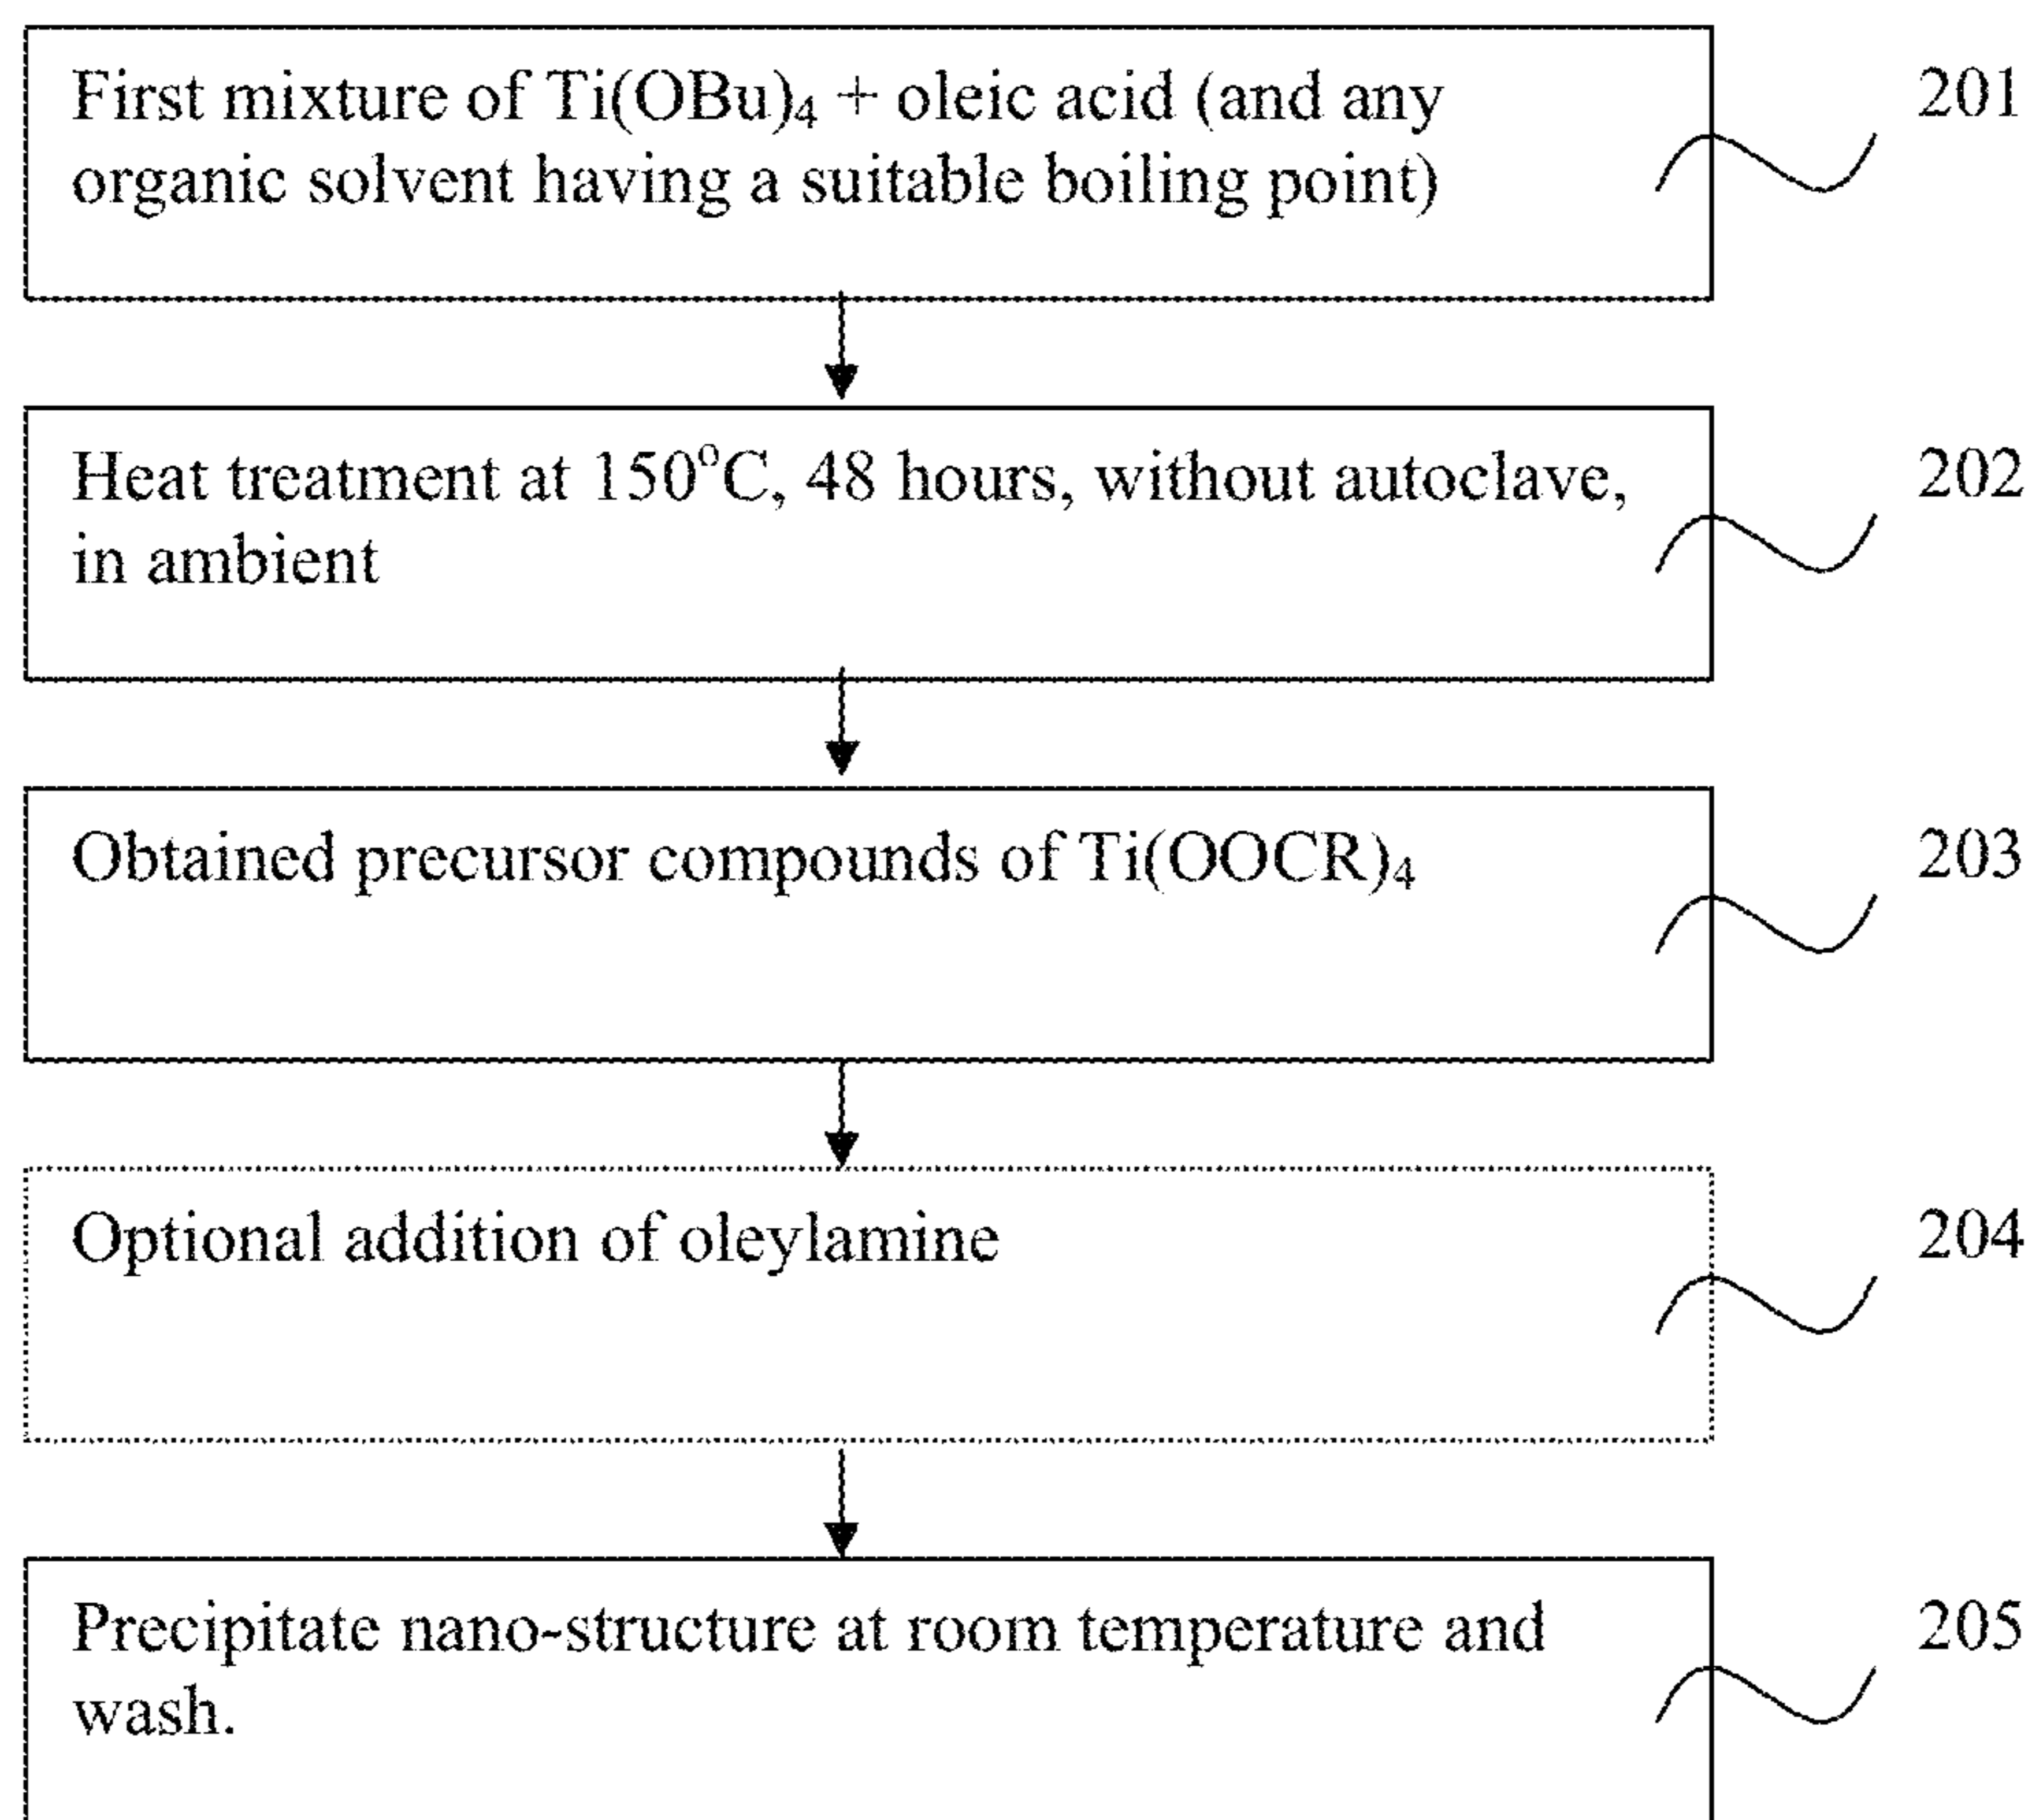 First mixture of Ti(OBu)₄ + oleic acid (and any
organic solvent having a suitable boiling point)
201
Heat treatment at 150°C, 48 hours, without autoclave,
in ambient
202
Obtained precursor compounds of Ti(OOCR)₄
203
Optional addition of oleylamine
204
Precipitate nano-structure at room temperature and
wash.
205